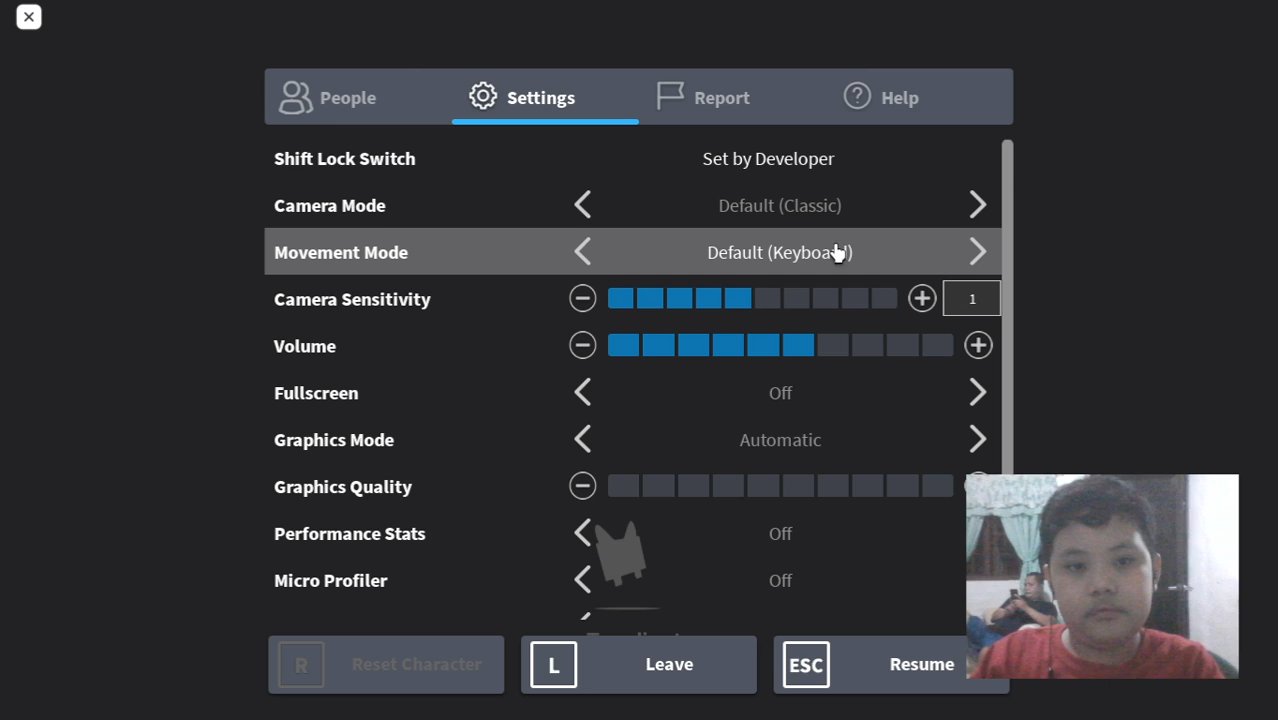 People Settings Report Help
Shift Lock Switch Set by Developer
Camera Mode Default (Classic)
Movement Mode Default (Keyboard)
Camera Sensitivity 1
Volume
Fullscreen Off
Graphics Mode Automatic
Graphics Quality
Performance Stats Off
Micro Profiler Off
R Reset Character L Leave ESC Resume